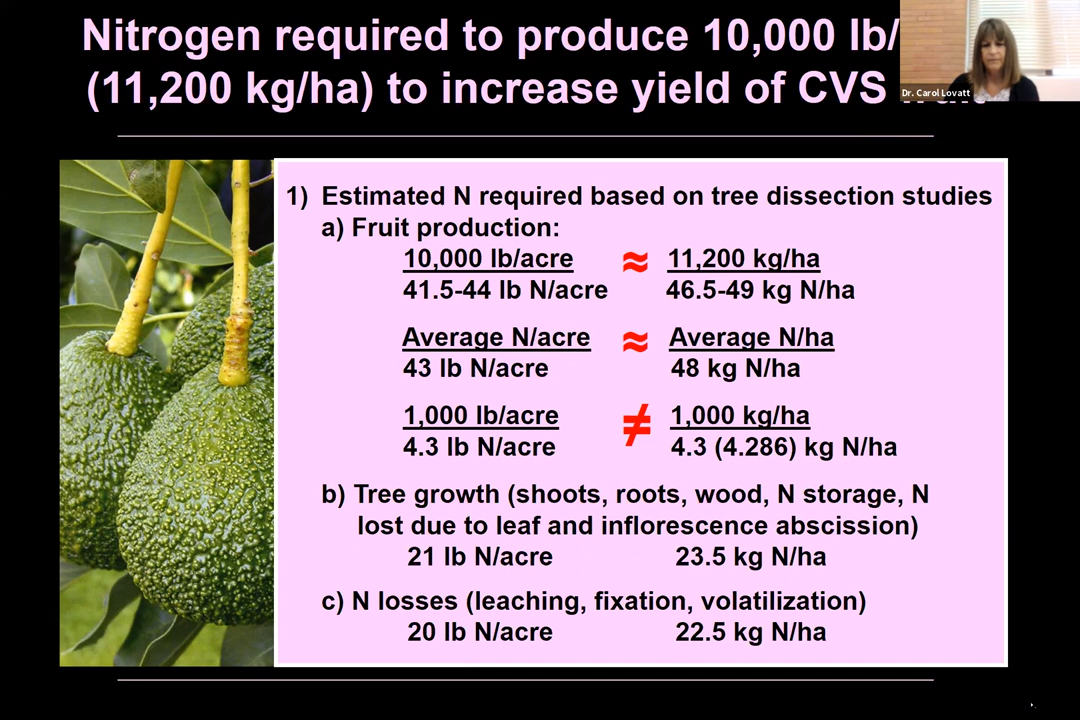 Nitrogen required to produce 10,000 lb/
(11,200 kg/ha) to increase yield of CVS
Dr. Carol Lovatt
1) Estimated N required based on tree dissection studies
a) Fruit production:
10,000 lb/acre ≈ 11,200 kg/ha
41.5-44 lb N/acre 46.5-49 kg N/ha
Average N/acre ≈ Average N/ha
43 lb N/acre 48 kg N/ha
1,000 lb/acre ≠ 1,000 kg/ha
4.3 lb N/acre 4.3 (4.286) kg N/ha
b) Tree growth (shoots, roots, wood, N storage, N
lost due to leaf and inflorescence abscission)
21 lb N/acre 23.5 kg N/ha
c) N losses (leaching, fixation, volatilization)
20 lb N/acre 22.5 kg N/ha